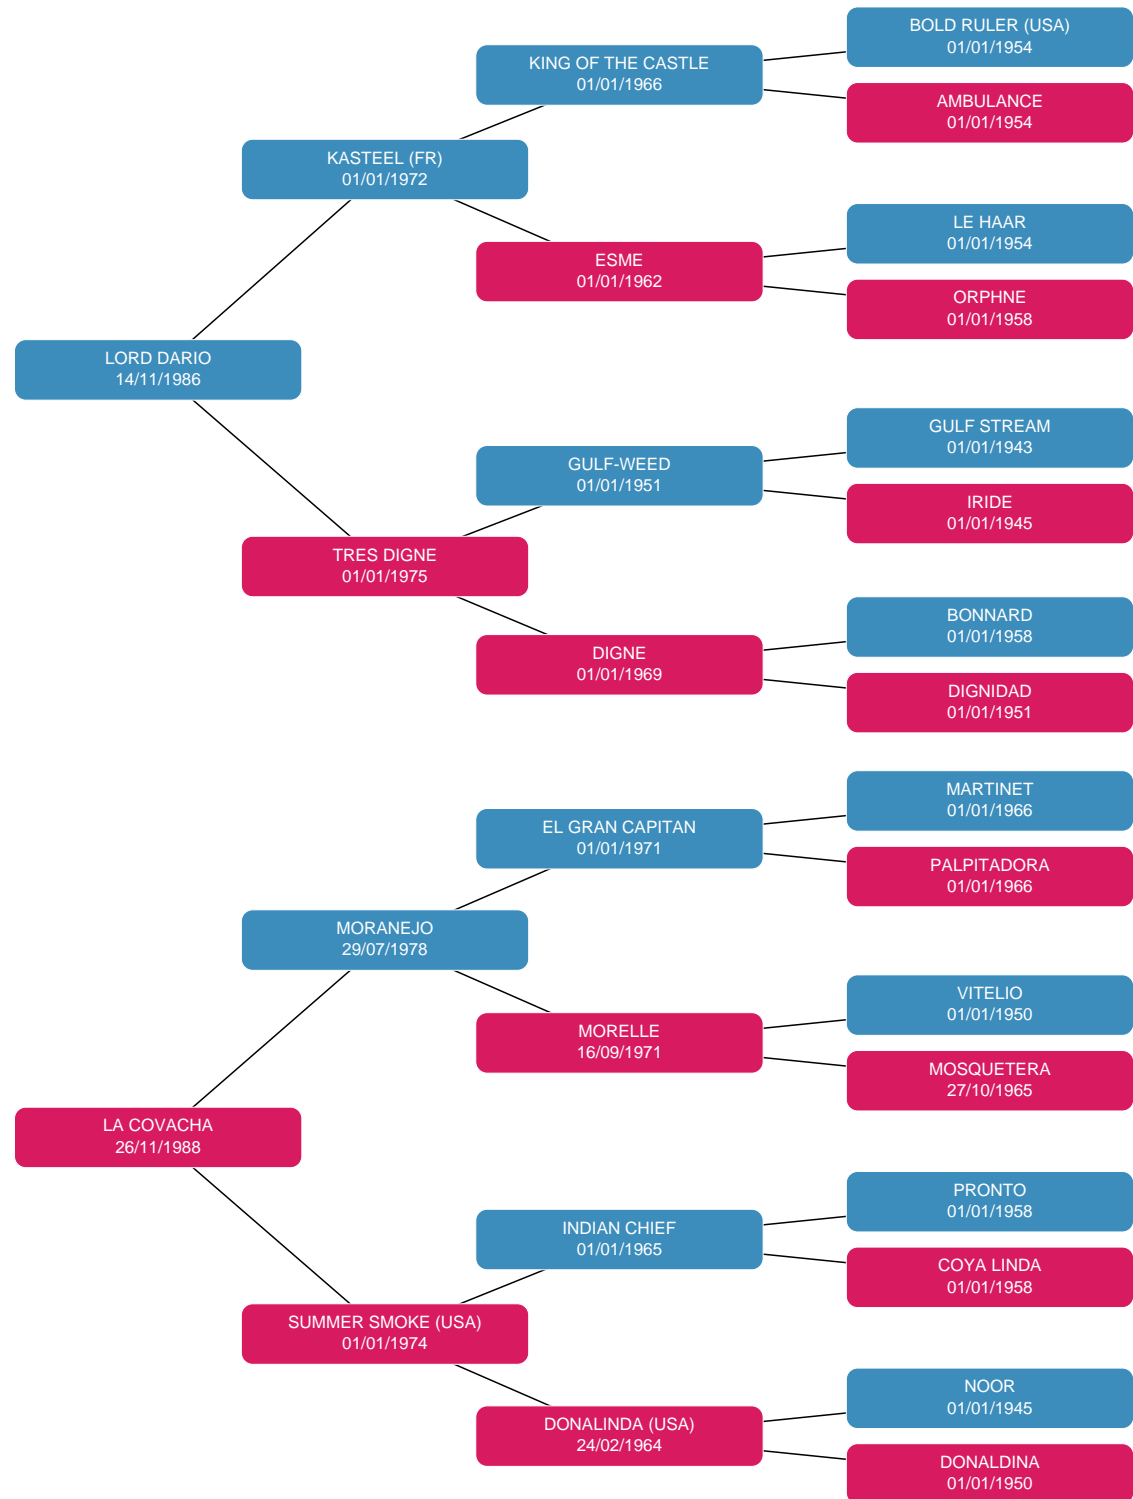 BOLD RULER (USA)
01/01/1954
KING OF THE CASTLE
01/01/1966
AMBULANCE
01/01/1954
KASTEEL (FR)
01/01/1972
LE HAAR
01/01/1954
ESME
01/01/1962
ORPHNE
01/01/1958
LORD DARIO
14/11/1986
GULF STREAM
01/01/1943
GULF-WEED
01/01/1951
IRIDE
01/01/1945
TRES DIGNE
01/01/1975
BONNARD
01/01/1958
DIGNE
01/01/1969
DIGNIDAD
01/01/1951
MARTINET
01/01/1966
EL GRAN CAPITAN
01/01/1971
PALPITADORA
01/01/1966
MORANEJO
29/07/1978
VITELIO
01/01/1950
MORELLE
16/09/1971
MOSQUETERA
27/10/1965
LA COVACHA
26/11/1988
PRONTO
01/01/1958
INDIAN CHIEF
01/01/1965
COYA LINDA
01/01/1958
SUMMER SMOKE (USA)
01/01/1974
NOOR
01/01/1945
DONALINDA (USA)
24/02/1964
DONALDINA
01/01/1950